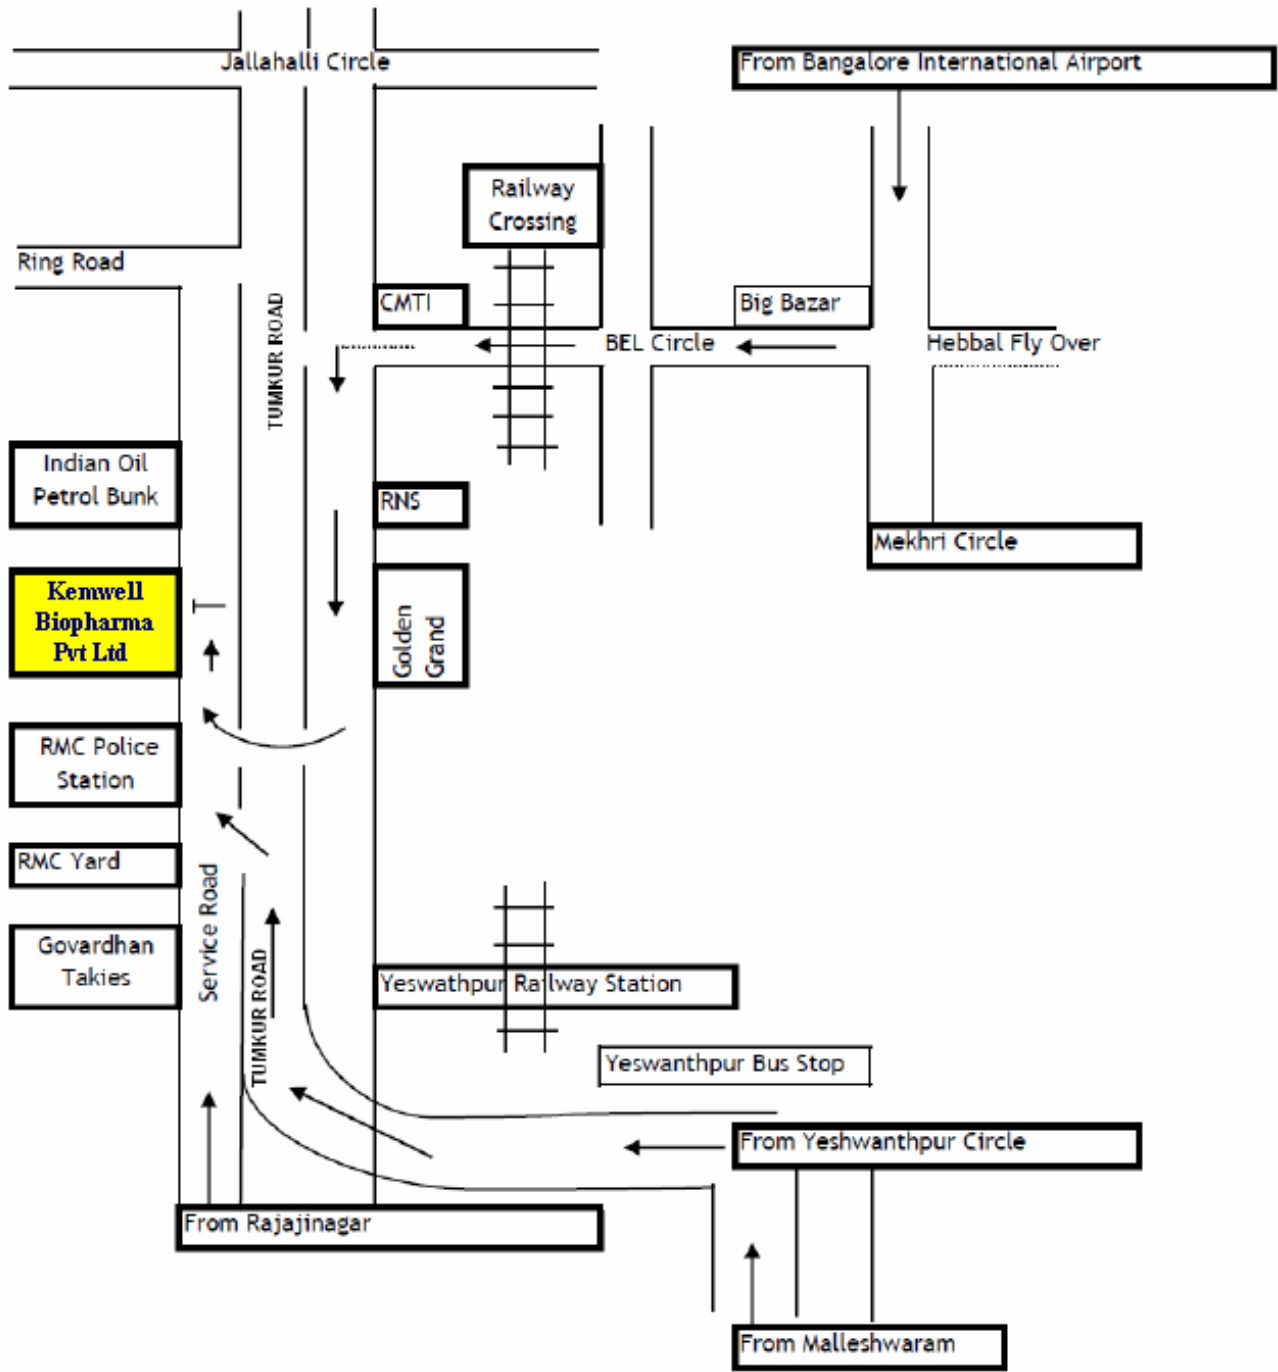 Jallahalli Circle
From Bangalore International Airport
Railway
Crossing
Ring Road
CMTI
Big Bazar
TUMKUR ROAD
BEL Circle
Hebbal Fly Over
Indian Oil
Petrol Bunk
RNS
Mekhri Circle
Kemwell
Biopharma
Pvt Ltd
Golden
Grand
RMC Police
Station
RMC Yard
Service Road
Govardhan
Takies
TUMKUR ROAD
Yeswathpur Railway Station
Yeswanthpur Bus Stop
From Yeshwanthpur Circle
From Rajajinagar
From Malleshwaram